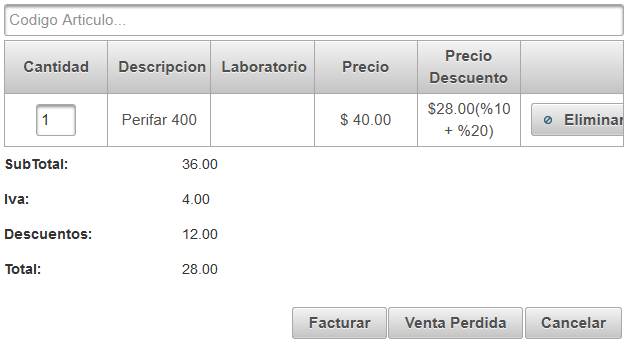 Codigo Articulo...
Cantidad Descripcion Laboratorio Precio Precio Descuento
1 Perifar 400 $ 40.00 $28.00(%10 + %20) Eliminar
SubTotal: 36.00
Iva: 4.00
Descuentos: 12.00
Total: 28.00
Facturar Venta Perdida Cancelar